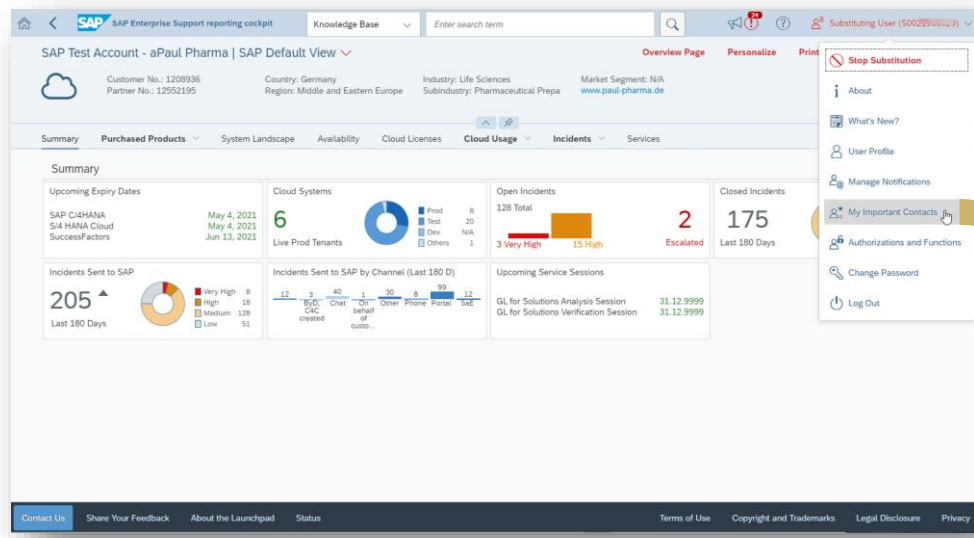 SAP SAP Enterprise Support reporting cockpit Knowledge Base Enter search term 24 Substituting User
SAP Test Account - aPaul Pharma | SAP Default View Overview Page Personalize Print
Customer No.: 1208936 Country: Germany Industry: Life Sciences Market Segment: N/A
Partner No.: 12552195 Region: Middle and Eastern Europe Subindustry: Pharmaceutical Prepa www.paul-pharma.de
Summary Purchased Products System Landscape Availability Cloud Licenses Cloud Usage Incidents Services
Stop Substitution
About
What's New?
User Profile
Manage Notifications
My Important Contacts
Authorizations and Functions
Change Password
Log Out
Summary
Upcoming Expiry Dates
SAP C/4HANA May 4, 2021
S/4 HANA Cloud May 4, 2021
SuccessFactors Jun 13, 2021
Cloud Systems
6
Live Prod Tenants
Prod 8
Test 20
Dev N/A
Others 1
Open Incidents
128 Total
3 Very High 15 High
2
Escalated
Closed Incidents
175
Last 180 Days
Incidents Sent to SAP
205
Last 180 Days
Very High 8
High 18
Medium 128
Low 51
Incidents Sent to SAP by Channel (Last 180 D)
12 3 40 1 30 8 99 12
ByD, C4C created Chat On behalf of custo... Other Phone Portal SaE
Upcoming Service Sessions
GL for Solutions Analysis Session 31.12.9999
GL for Solutions Verification Session 31.12.9999
Contact Us Share Your Feedback About the Launchpad Status Terms of Use Copyright and Trademarks Legal Disclosure Privacy